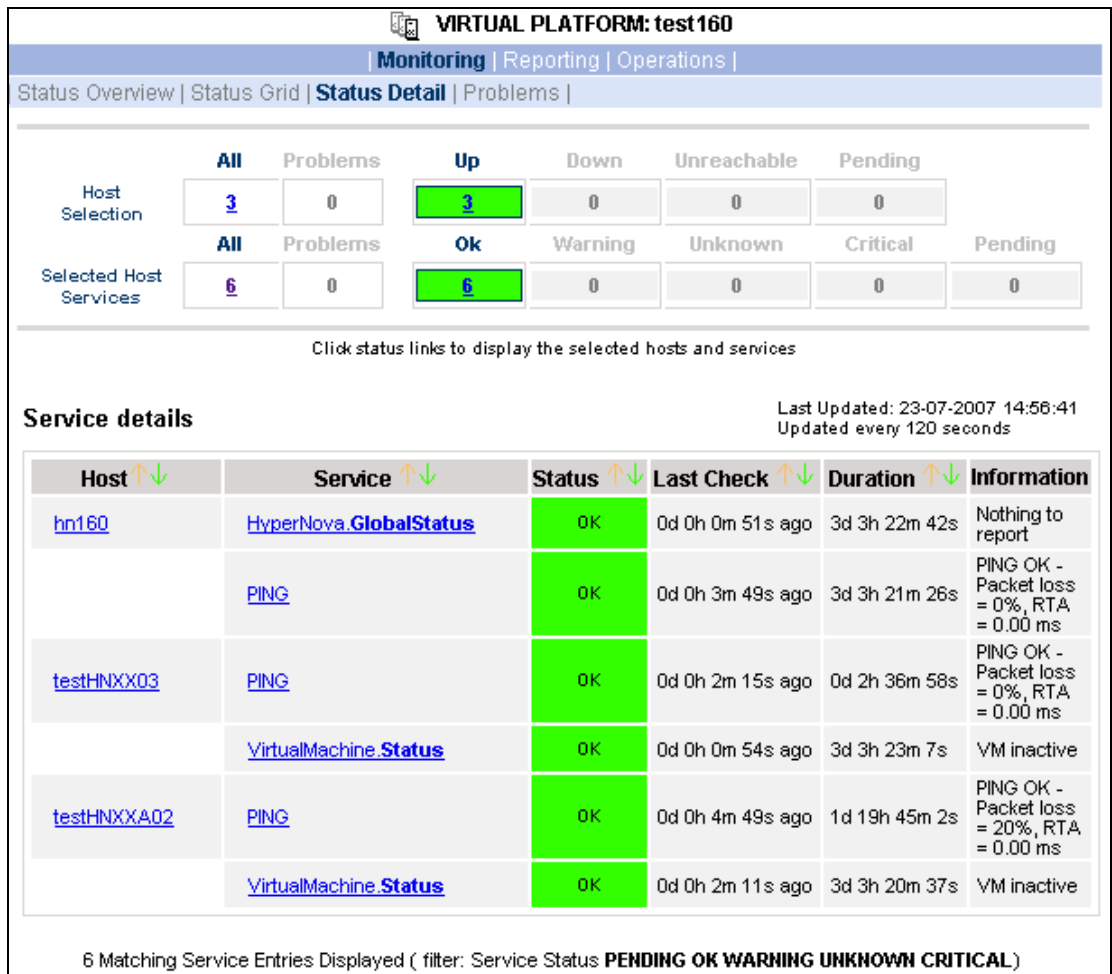 VIRTUAL PLATFORM: test160
| Monitoring | Reporting | Operations |
| Status Overview | Status Grid | Status Detail | Problems |
All Problems Up Down Unreachable Pending
Host Selection 3 0 3 0 0 0
All Problems Ok Warning Unknown Critical Pending
Selected Host Services 6 0 6 0 0 0 0
Click status links to display the selected hosts and services
Service details
Last Updated: 23-07-2007 14:56:41
Updated every 120 seconds
Host Service Status Last Check Duration Information
hn160 HyperNova.GlobalStatus OK 0d 0h 0m 51s ago 3d 3h 22m 42s Nothing to report
PING OK 0d 0h 3m 49s ago 3d 3h 21m 26s PING OK - Packet loss = 0%, RTA = 0.00 ms
testHNXX03 PING OK 0d 0h 2m 15s ago 0d 2h 36m 58s PING OK - Packet loss = 0%, RTA = 0.00 ms
VirtualMachine.Status OK 0d 0h 0m 54s ago 3d 3h 23m 7s VM inactive
testHNXXA02 PING OK 0d 0h 4m 49s ago 1d 19h 45m 2s PING OK - Packet loss = 20%, RTA = 0.00 ms
VirtualMachine.Status OK 0d 0h 2m 11s ago 3d 3h 20m 37s VM inactive
6 Matching Service Entries Displayed ( filter: Service Status PENDING OK WARNING UNKNOWN CRITICAL)